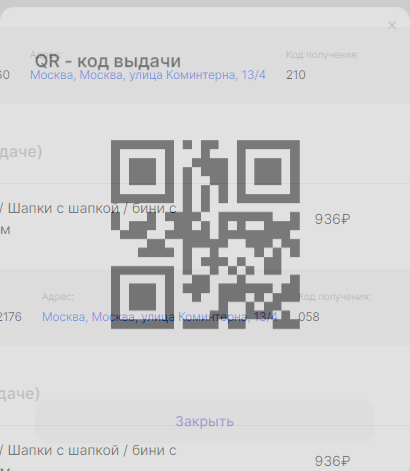 ×
Адрес:
Код получения:
QR - код выдачи
60
Москва, Москва, улица Коминтерна, 13/4
210
даче)
/ Шапки с шапкой / бини с
м
936₽
Адрес:
Код получения:
2176
Москва, Москва, улица Коминтерна, 13/4
058
даче)
Закрыть
/ Шапки с шапкой / бини с
936₽